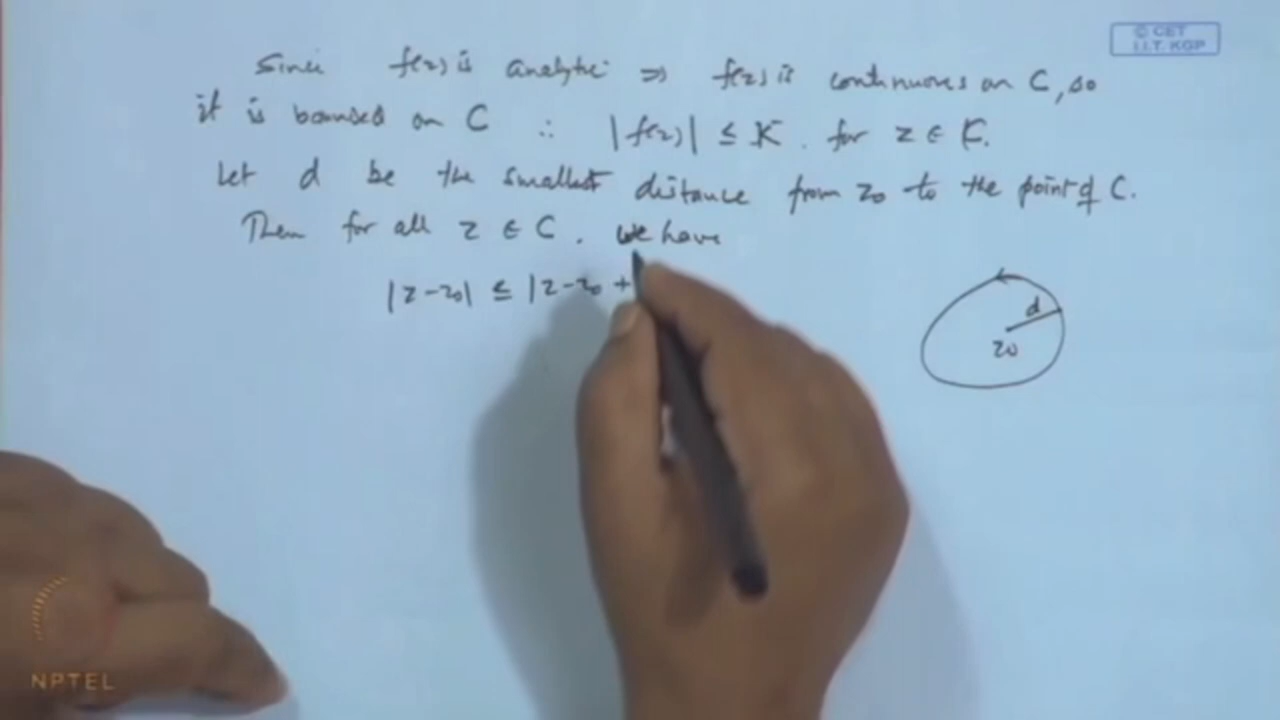 © CET
I.I.T. KGP
Since f(z) is analytic ⇒ f(z) is continuous on C, so
it is bounded on C ∴ |f(z)| ≤ K. for z ∈ C.
Let d be the smallest distance from z0 to the point of C.
Then for all z ∈ C. we have
|z-z0| ≤ |z-z0 +
d
z0
NPTEL